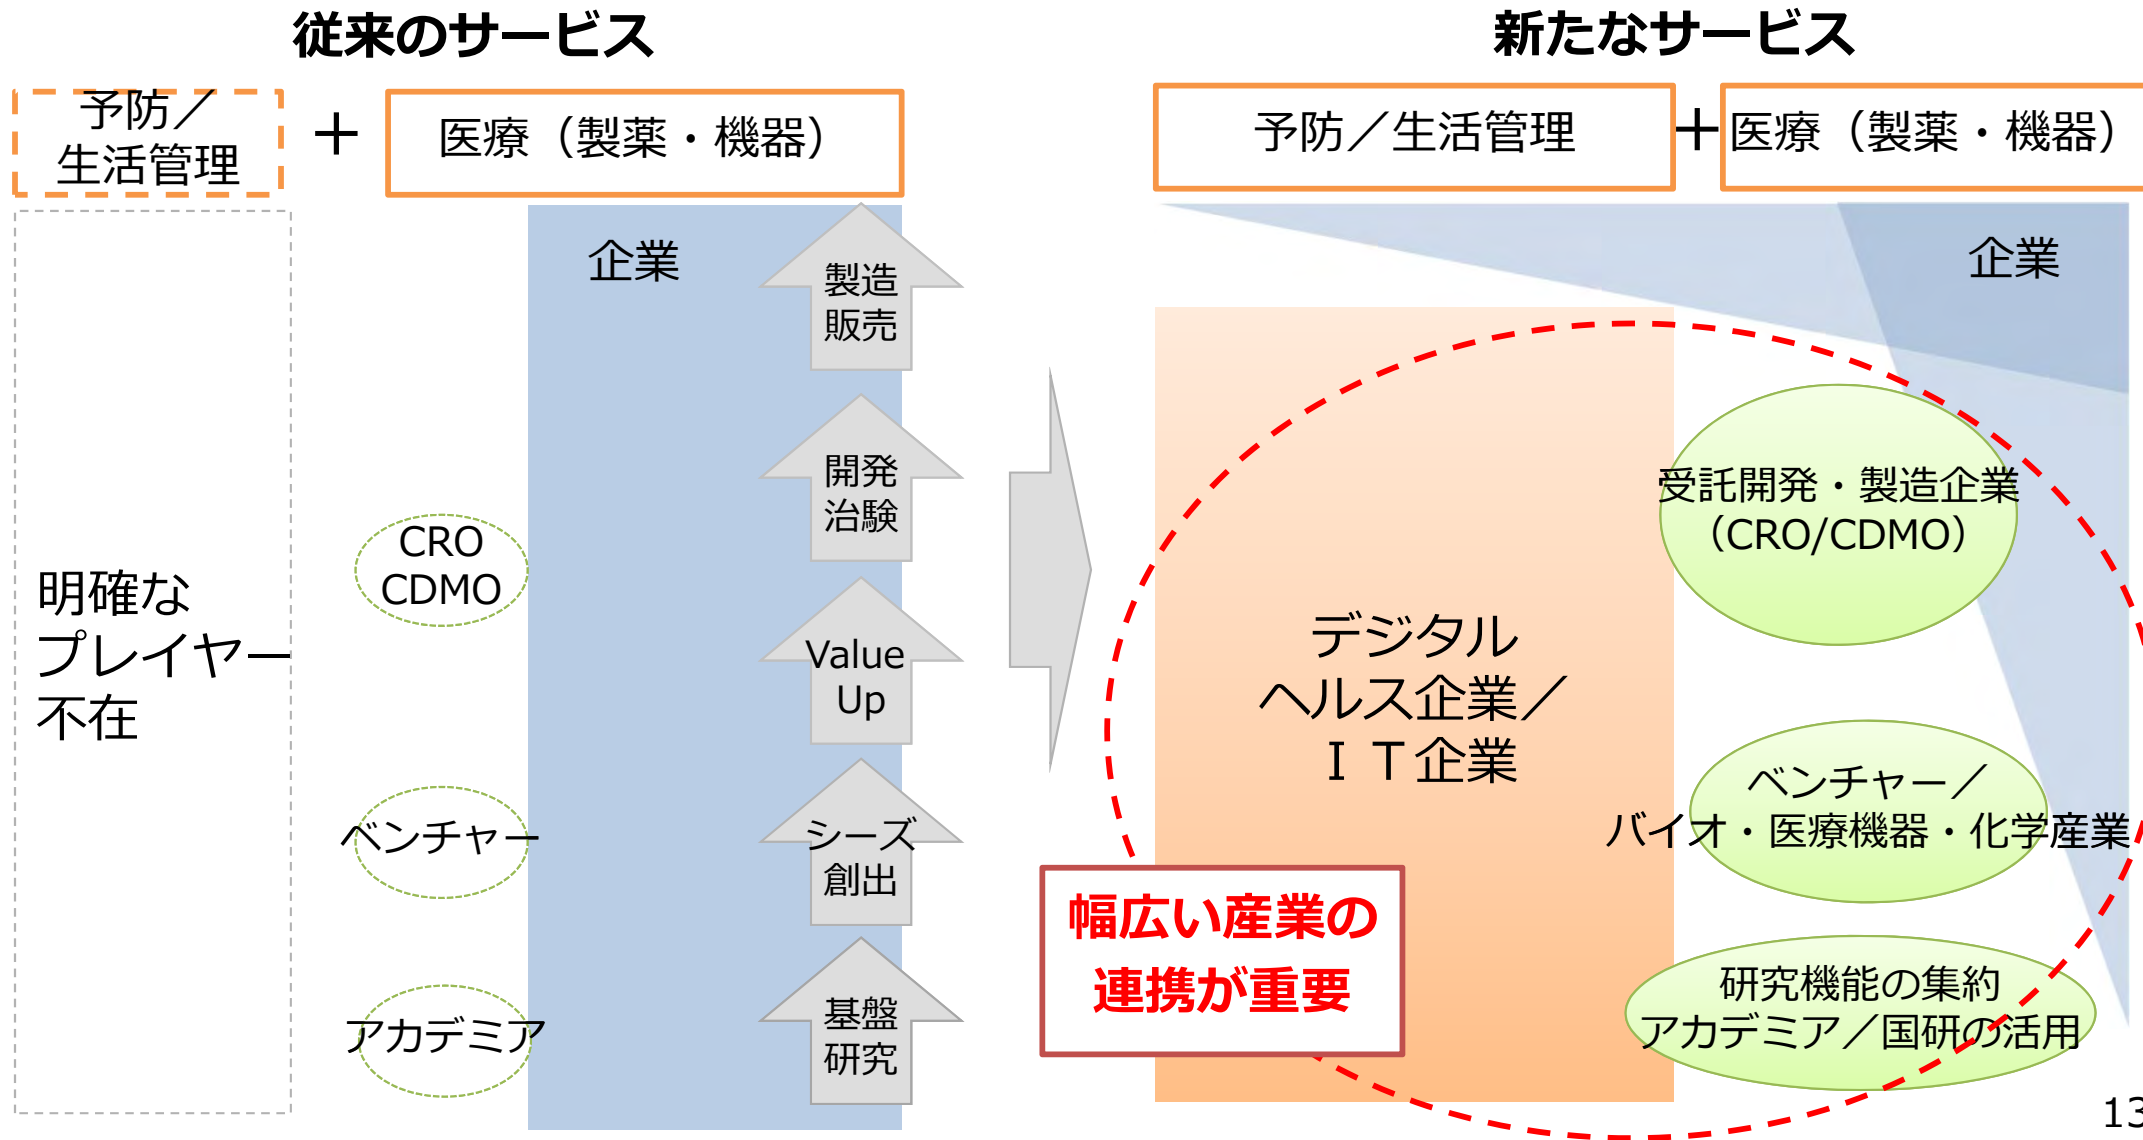 従来のサービス
予防／
生活管理
＋
医療（製薬・機器）
企業
製造
販売
開発
治験
Value
Up
シーズ
創出
基盤
研究
明確な
プレイヤー
不在
CRO
CDMO
ベンチャー
アカデミア
新たなサービス
予防／生活管理
＋
医療（製薬・機器）
企業
デジタル
ヘルス企業／
ＩＴ企業
受託開発・製造企業
（CRO/CDMO）
ベンチャー／
バイオ・医療機器・化学産業
研究機能の集約
アカデミア／国研の活用
幅広い産業の
連携が重要
13